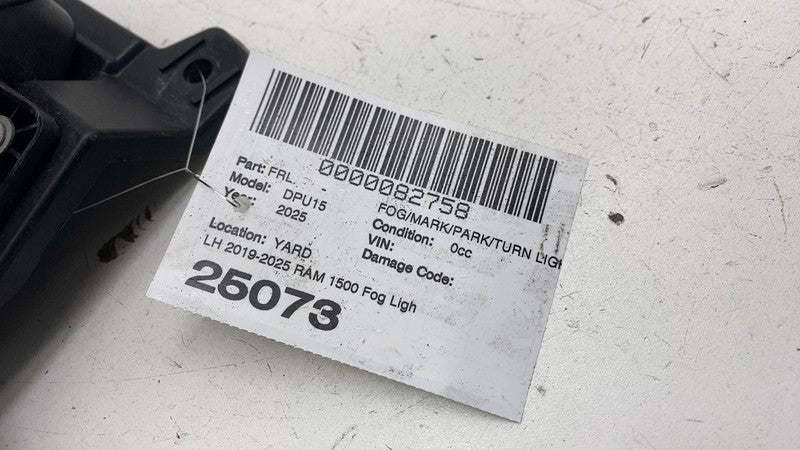 0000082758
Part: FRL - FOG/MARK/PARK/TURN LIGH
Model: DPU15 Condition: 0cc
Year: 2025 VIN:
Damage Code:
Location: YARD
LH 2019-2025 RAM 1500 Fog Ligh
25073